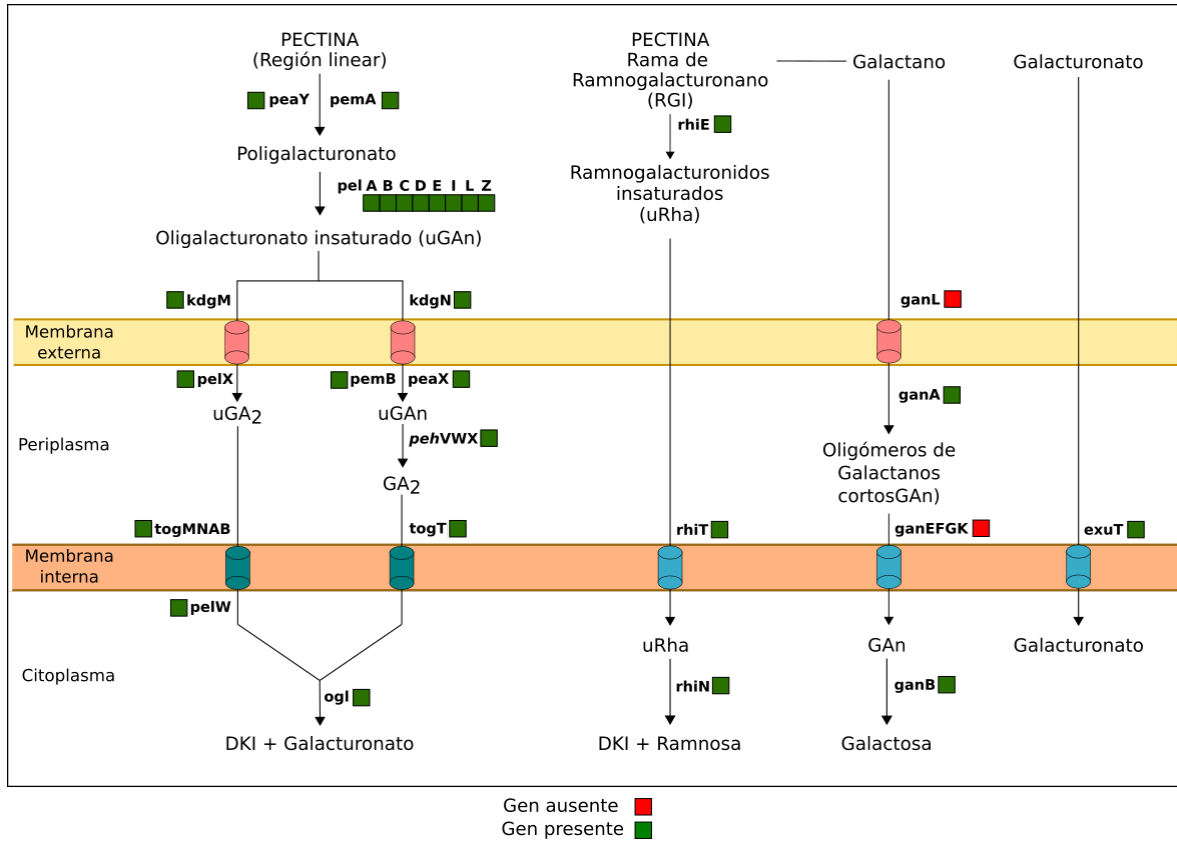 PECTINA
(Región linear)
peaY
pemA
Poligalacturonato
pel A B C D E I L Z
Oligalacturonato insaturado (uGAn)
kdgM
kdgN
PECTINA
Rama de
Ramnogalacturonano
(RGI)
rhiE
Ramnogalacturonidos
insaturados
(uRha)
Galactano
Galacturonato
ganL
Membrana
externa
pelX
pemB
peaX
uGA2
uGAn
pehVWX
GA2
Periplasma
ganA
Oligómeros de
Galactanos
cortosGAn)
togMNAB
togT
rhiT
ganEFGK
exuT
Membrana
interna
pelW
Citoplasma
ogl
DKI + Galacturonato
uRha
rhiN
DKI + Ramnosa
GAn
ganB
Galactosa
Galacturonato
Gen ausente
Gen presente